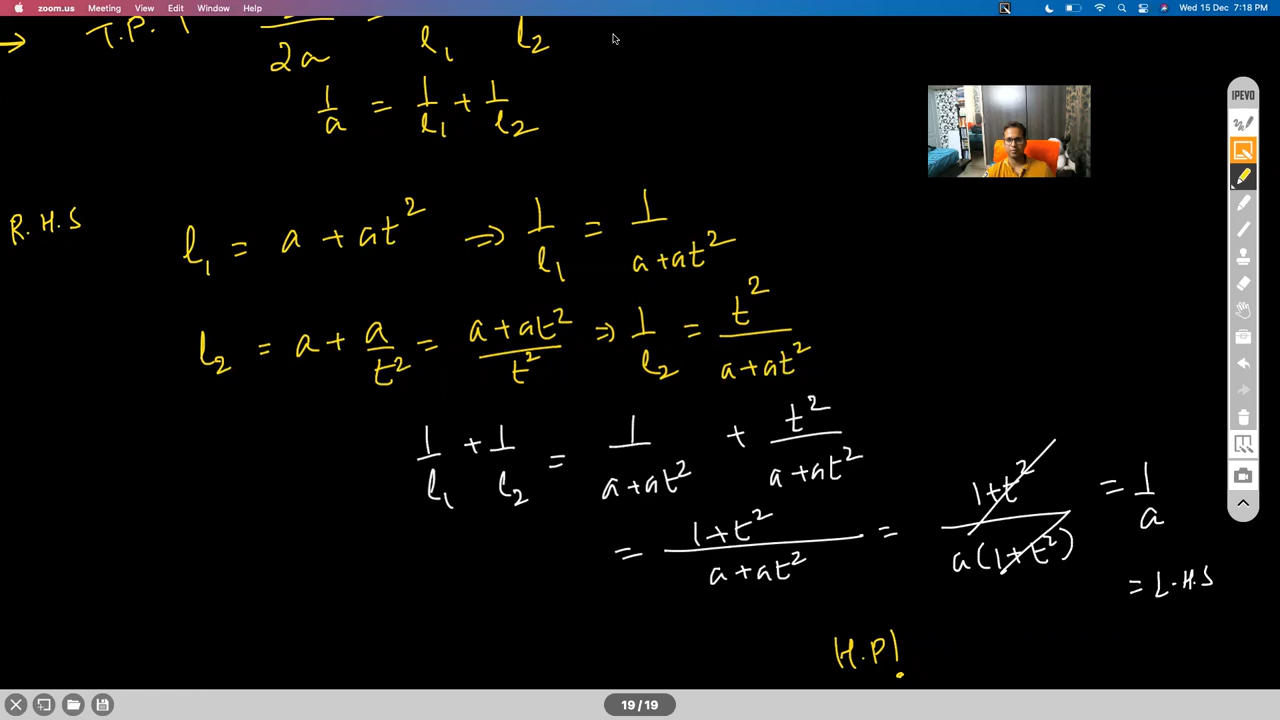 zoom.us Meeting View Edit Window Help Wed 15 Dec 7:18 PM
→ T.P.T /2a = l₁ l₂
1/a = 1/l₁ + 1/l₂
IPEVO
R.H.S
l₁ = a + at² ⇒ 1/l₁ = 1/(a+at²)
l₂ = a + a/t² = (a+at²)/t² ⇒ 1/l₂ = t²/(a+at²)
1/l₁ + 1/l₂ = 1/(a+at²) + t²/(a+at²)
= (1+t²)/(a+at²) = (1+t²)/(a(1+t²)) = 1/a
= L.H.S
H.P!
19/19